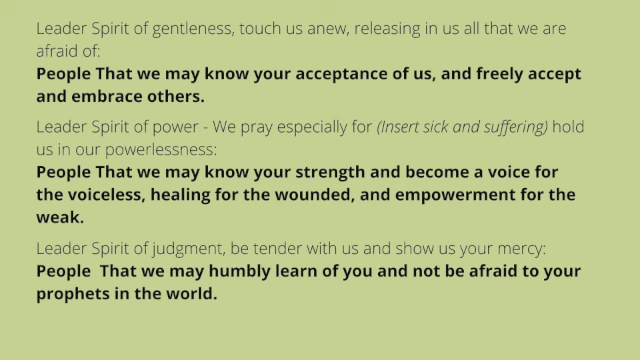 Leader Spirit of gentleness, touch us anew, releasing in us all that we are
afraid of:
People That we may know your acceptance of us, and freely accept
and embrace others.
Leader Spirit of power - We pray especially for (Insert sick and suffering) hold
us in our powerlessness:
People That we may know your strength and become a voice for
the voiceless, healing for the wounded, and empowerment for the
weak.
Leader Spirit of judgment, be tender with us and show us your mercy:
People  That we may humbly learn of you and not be afraid to your
prophets in the world.